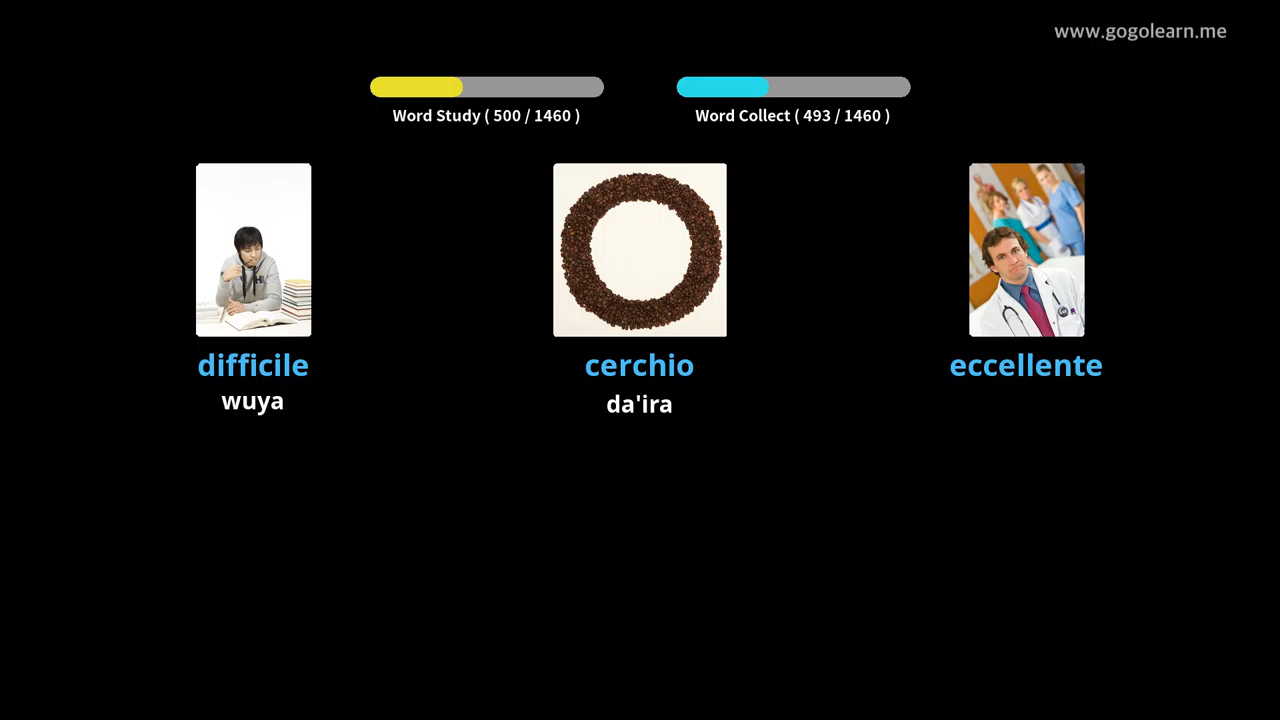 www.gogolearn.me
Word Study ( 500 / 1460 )
Word Collect ( 493 / 1460 )
difficile
wuya
cerchio
da'ira
eccellente